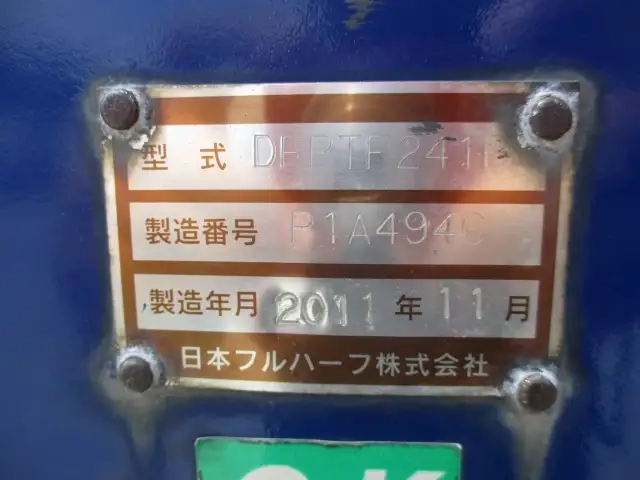 型式 DFPTF241
製造番号 P1A494
製造年月 2011年11月
日本フルハーフ株式会社